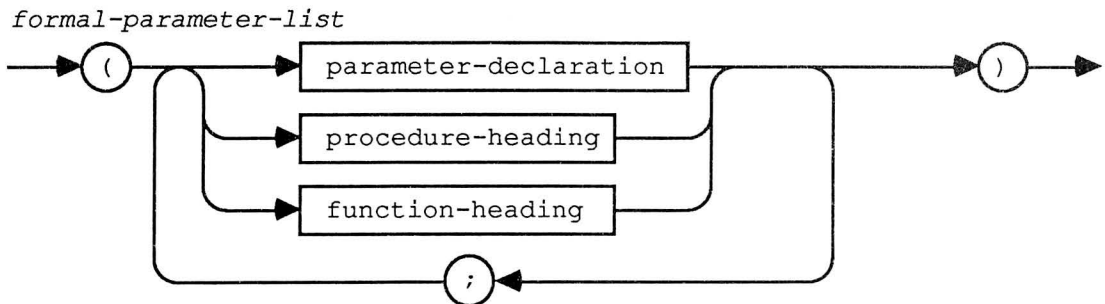 formal-parameter-list
( parameter-declaration )
procedure-heading
function-heading
;